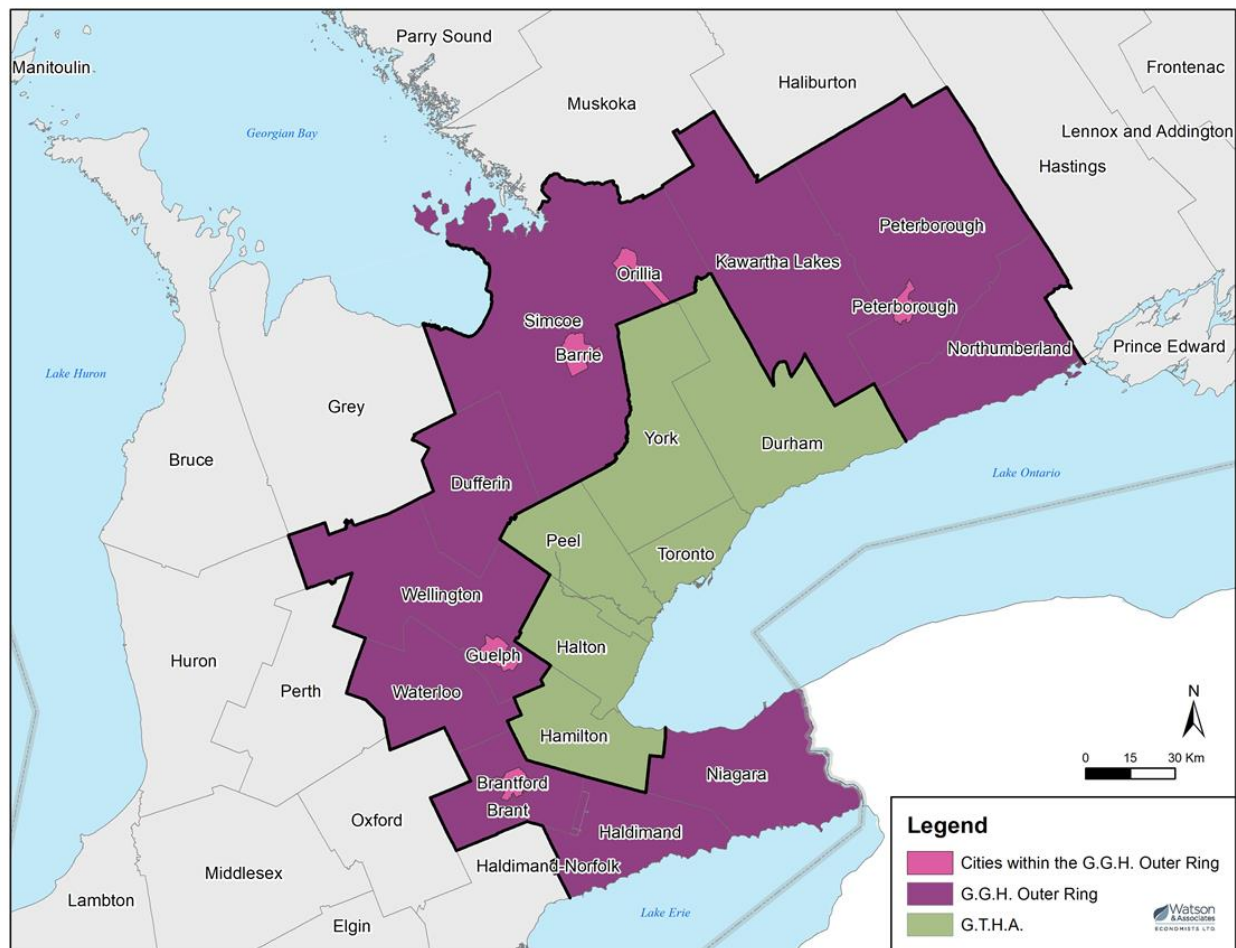 Parry Sound
Manitoulin
Haliburton
Frontenac
Muskoka
Georgian Bay
Lennox and Addington
Hastings
Peterborough
Kawartha Lakes
Orillia
Peterborough
Simcoe
Barrie
Northumberland
Prince Edward
Lake Huron
Grey
York
Durham
Bruce
Lake Ontario
Dufferin
Peel
Toronto
Wellington
Halton
Guelph
Huron
Perth
Waterloo
N
Hamilton
0 15 30 Km
Niagara
Brantford
Brant
Oxford
Haldimand
Legend
Haldimand-Norfolk
Cities within the G.G.H. Outer Ring
Middlesex
G.G.H. Outer Ring
Lambton
Elgin
Lake Erie
G.T.H.A.
Watson
& Associates
ECONOMISTS LTD.